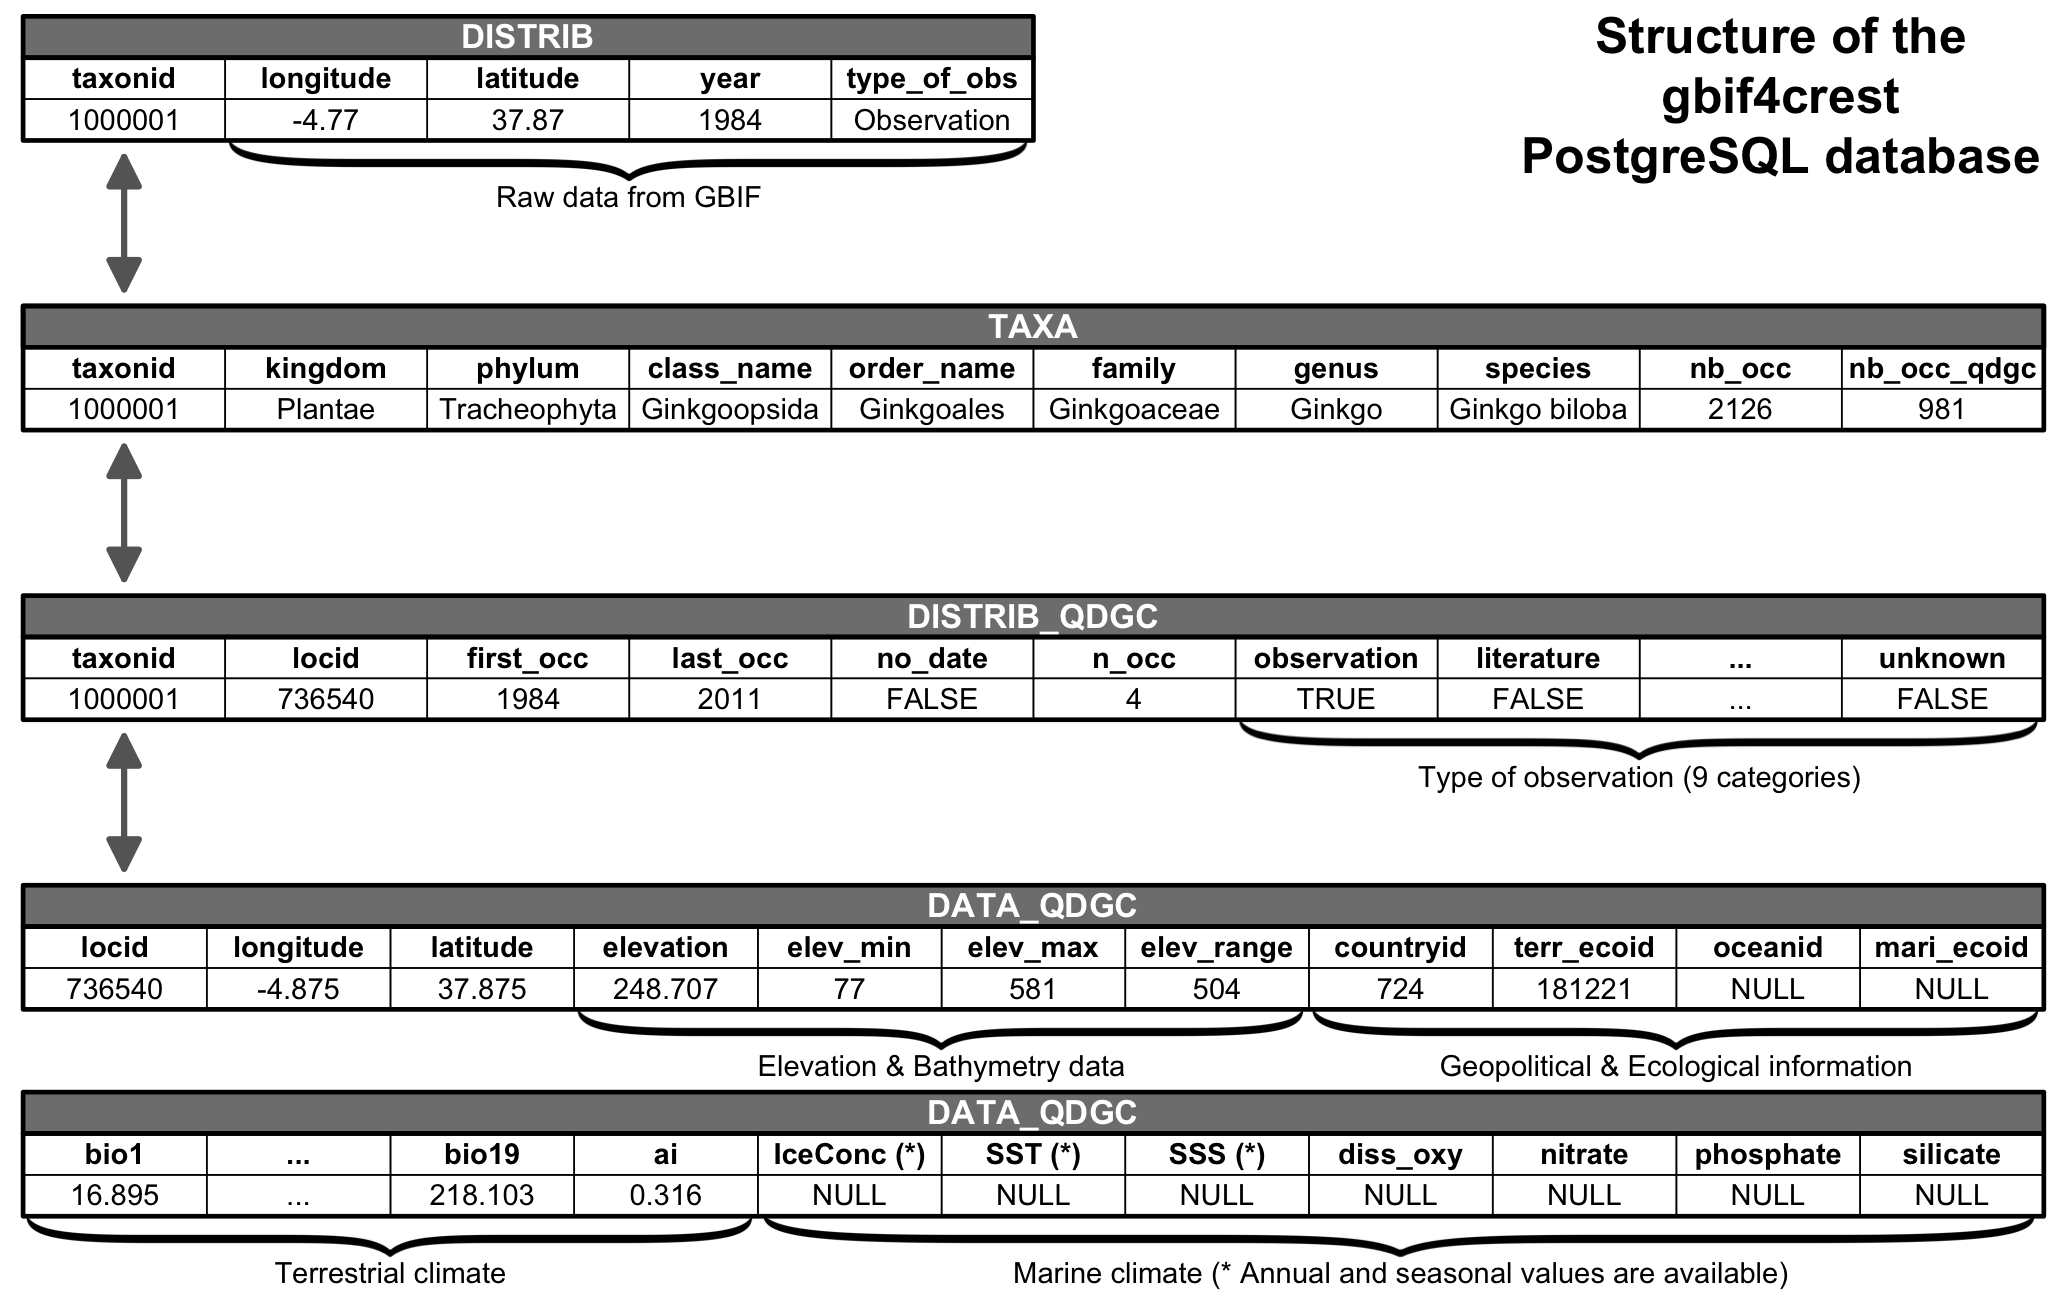 Structure of the
gbif4crest
PostgreSQL database
DISTRIB
taxonid longitude latitude year type_of_obs
1000001 -4.77 37.87 1984 Observation
Raw data from GBIF
TAXA
taxonid kingdom phylum class_name order_name family genus species nb_occ nb_occ_qdgc
1000001 Plantae Tracheophyta Ginkgoopsida Ginkgoales Ginkgoaceae Ginkgo Ginkgo biloba 2126 981
DISTRIB_QDGC
taxonid locid first_occ last_occ no_date n_occ observation literature ... unknown
1000001 736540 1984 2011 FALSE 4 TRUE FALSE ... FALSE
Type of observation (9 categories)
DATA_QDGC
locid longitude latitude elevation elev_min elev_max elev_range countryid terr_ecoid oceanid mari_ecoid
736540 -4.875 37.875 248.707 77 581 504 724 181221 NULL NULL
Elevation & Bathymetry data Geopolitical & Ecological information
DATA_QDGC
bio1 ... bio19 ai IceConc (*) SST (*) SSS (*) diss_oxy nitrate phosphate silicate
16.895 ... 218.103 0.316 NULL NULL NULL NULL NULL NULL NULL
Terrestrial climate Marine climate (* Annual and seasonal values are available)